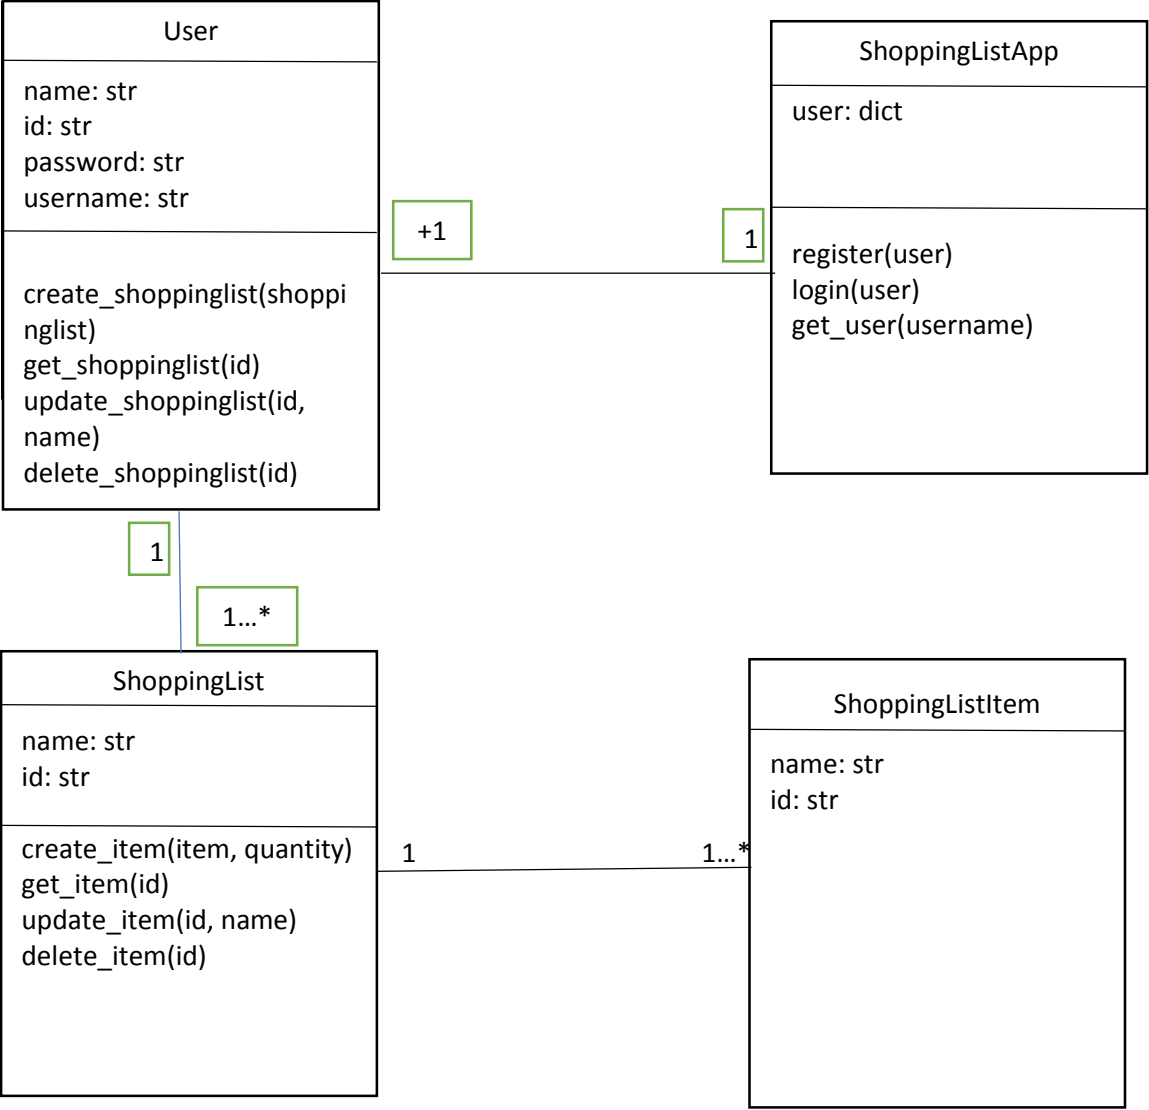 User
name: str
id: str
password: str
username: str
create_shoppinglist(shoppi
nglist)
get_shoppinglist(id)
update_shoppinglist(id,
name)
delete_shoppinglist(id)
+1
1
ShoppingListApp
user: dict
register(user)
login(user)
get_user(username)
1
1...*
ShoppingList
name: str
id: str
create_item(item, quantity)
get_item(id)
update_item(id, name)
delete_item(id)
1
1...*
ShoppingListItem
name: str
id: str